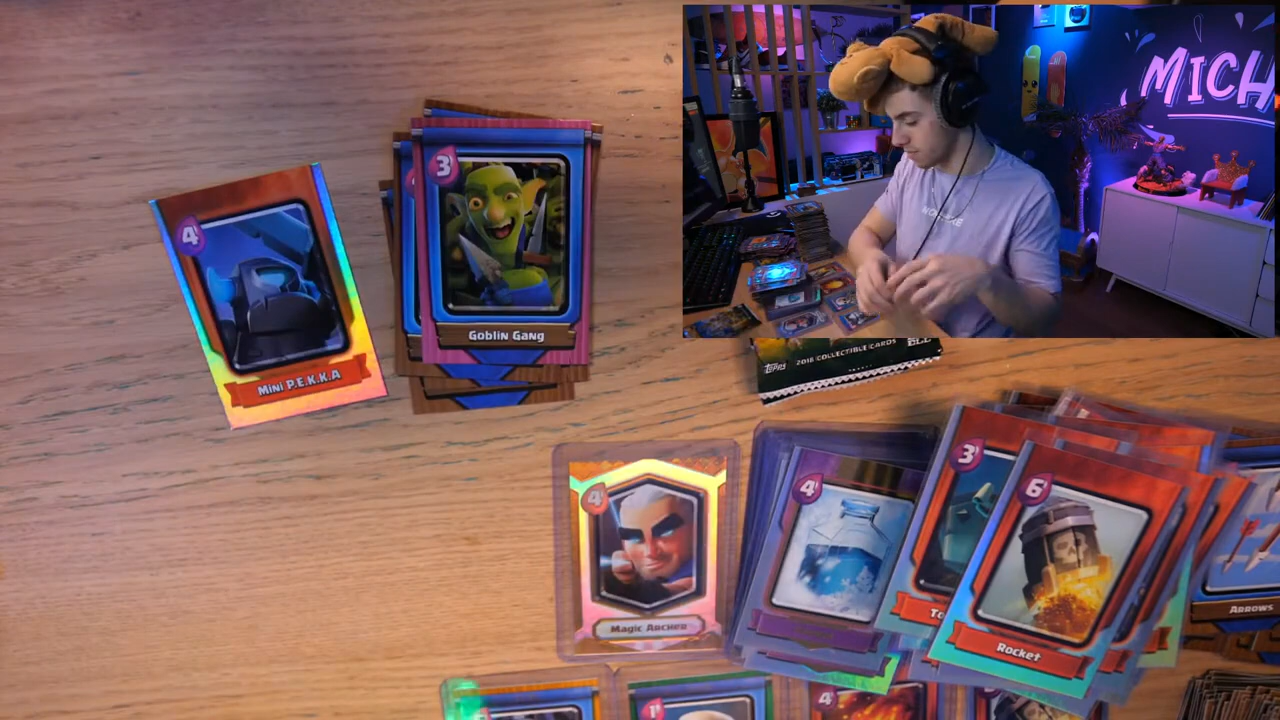 MICH
3
4
Goblin Gang
Mini P.E.K.K.A
TOPPS
2018 COLLECTIBLE CARDS
4
Magic Archer
4
3
To
6
Rocket
Arrows
1
4